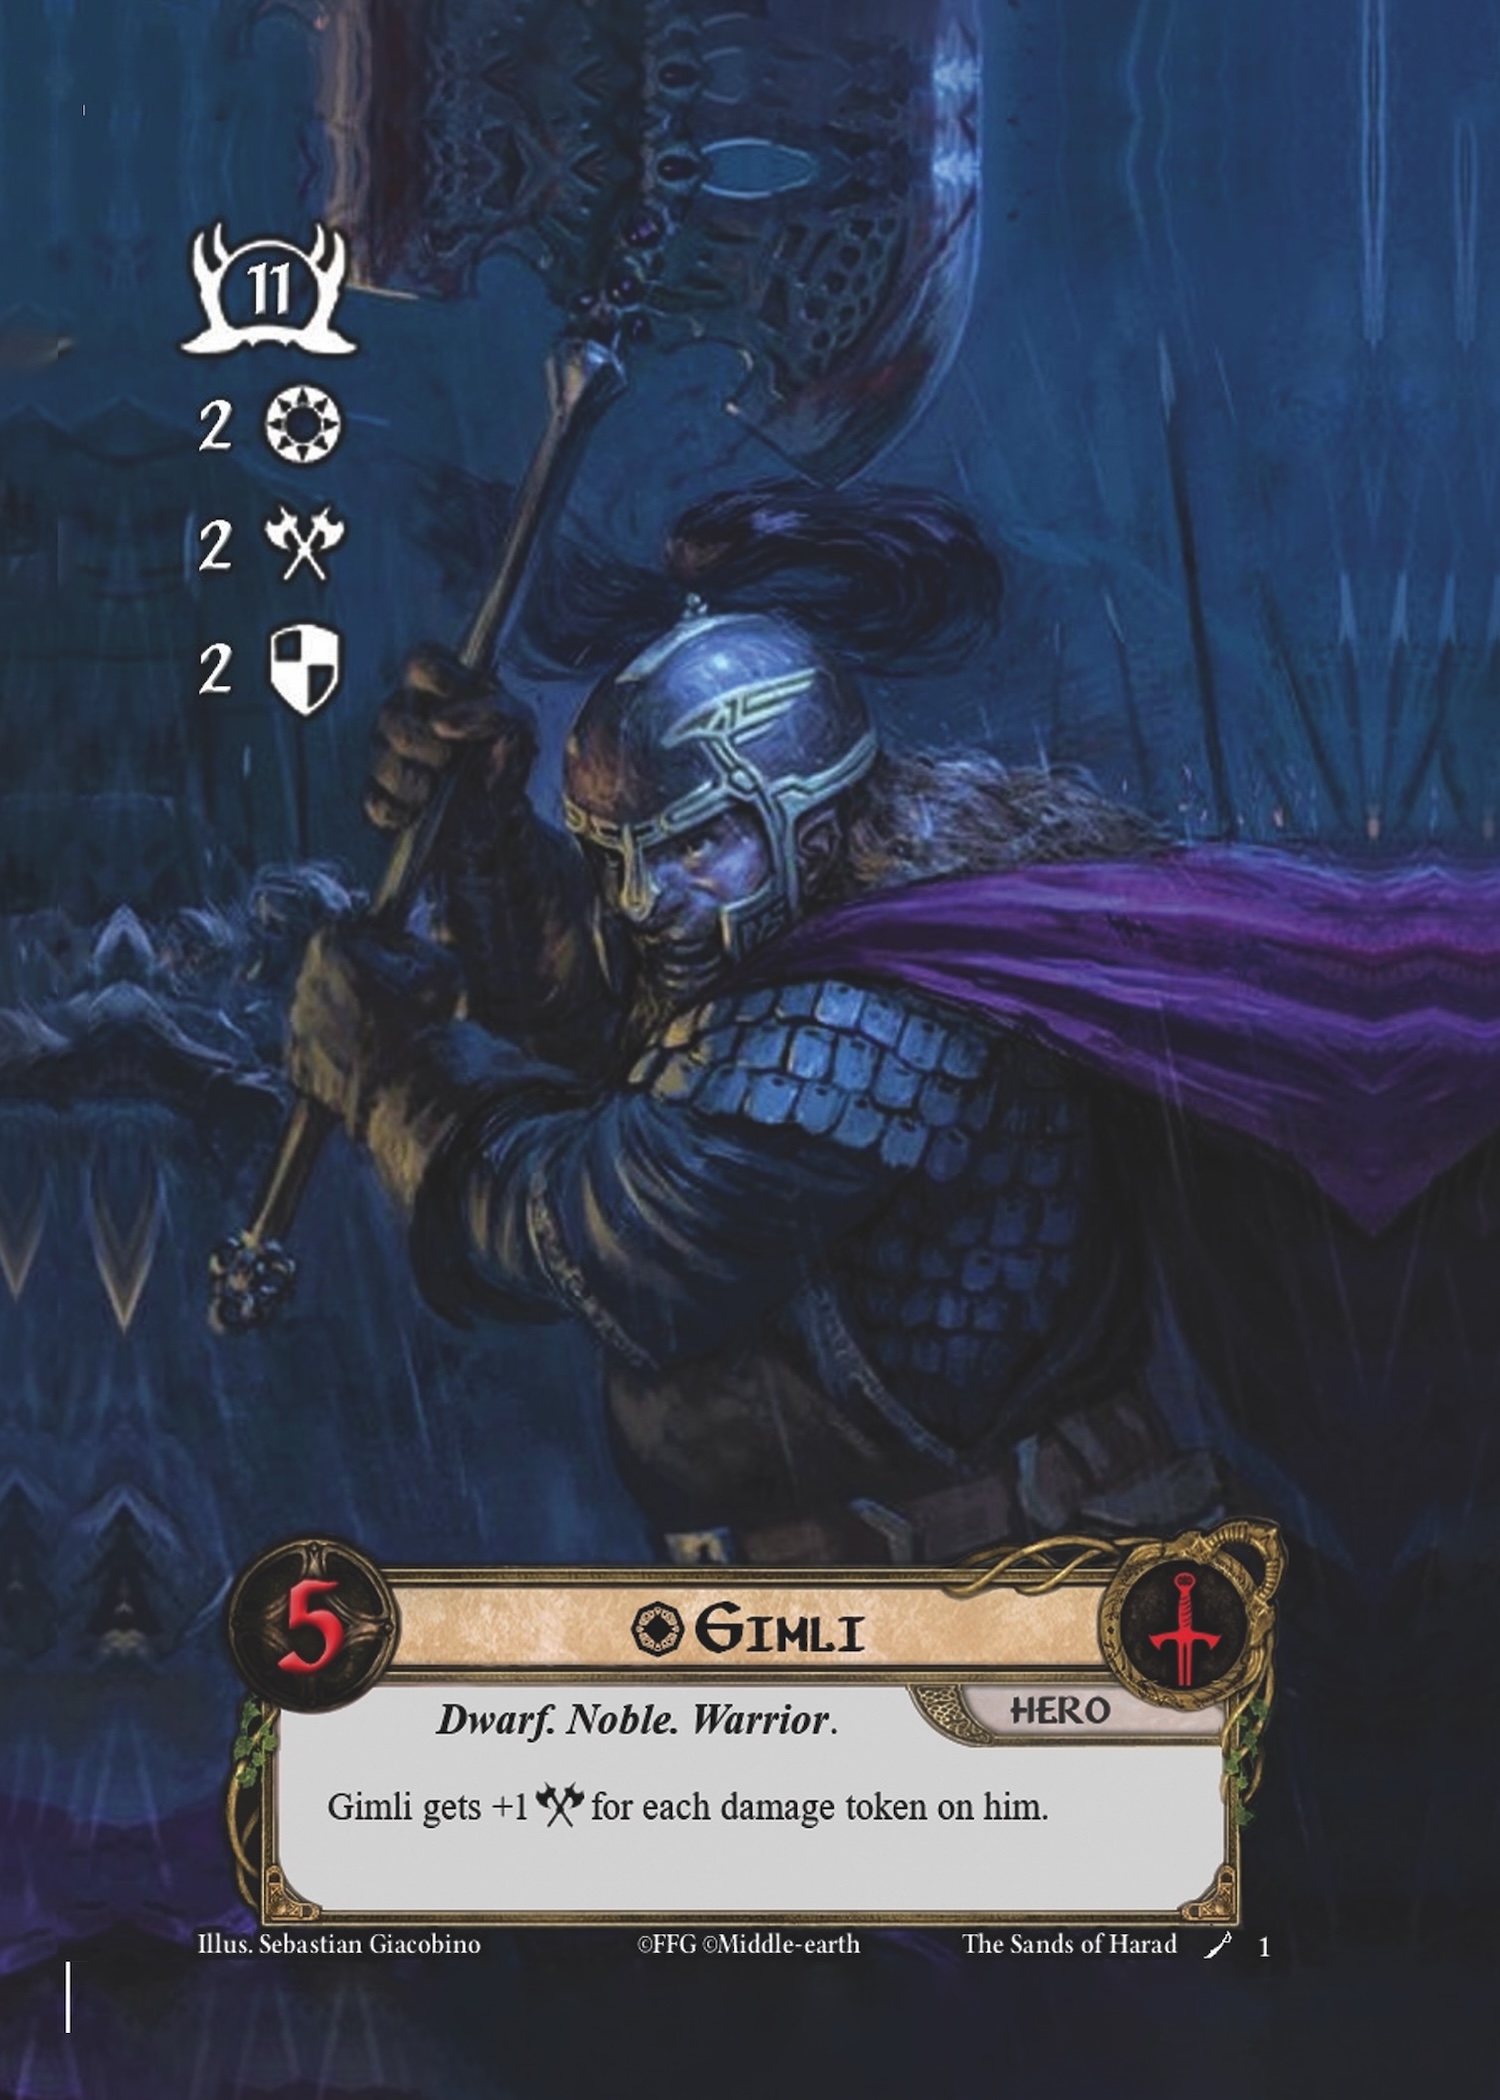 11
2
2
2
5
Gimli
Dwarf. Noble. Warrior.
HERO
Gimli gets +1 for each damage token on him.
Illus. Sebastian Giacobino
©FFG ©Middle-earth
The Sands of Harad
1